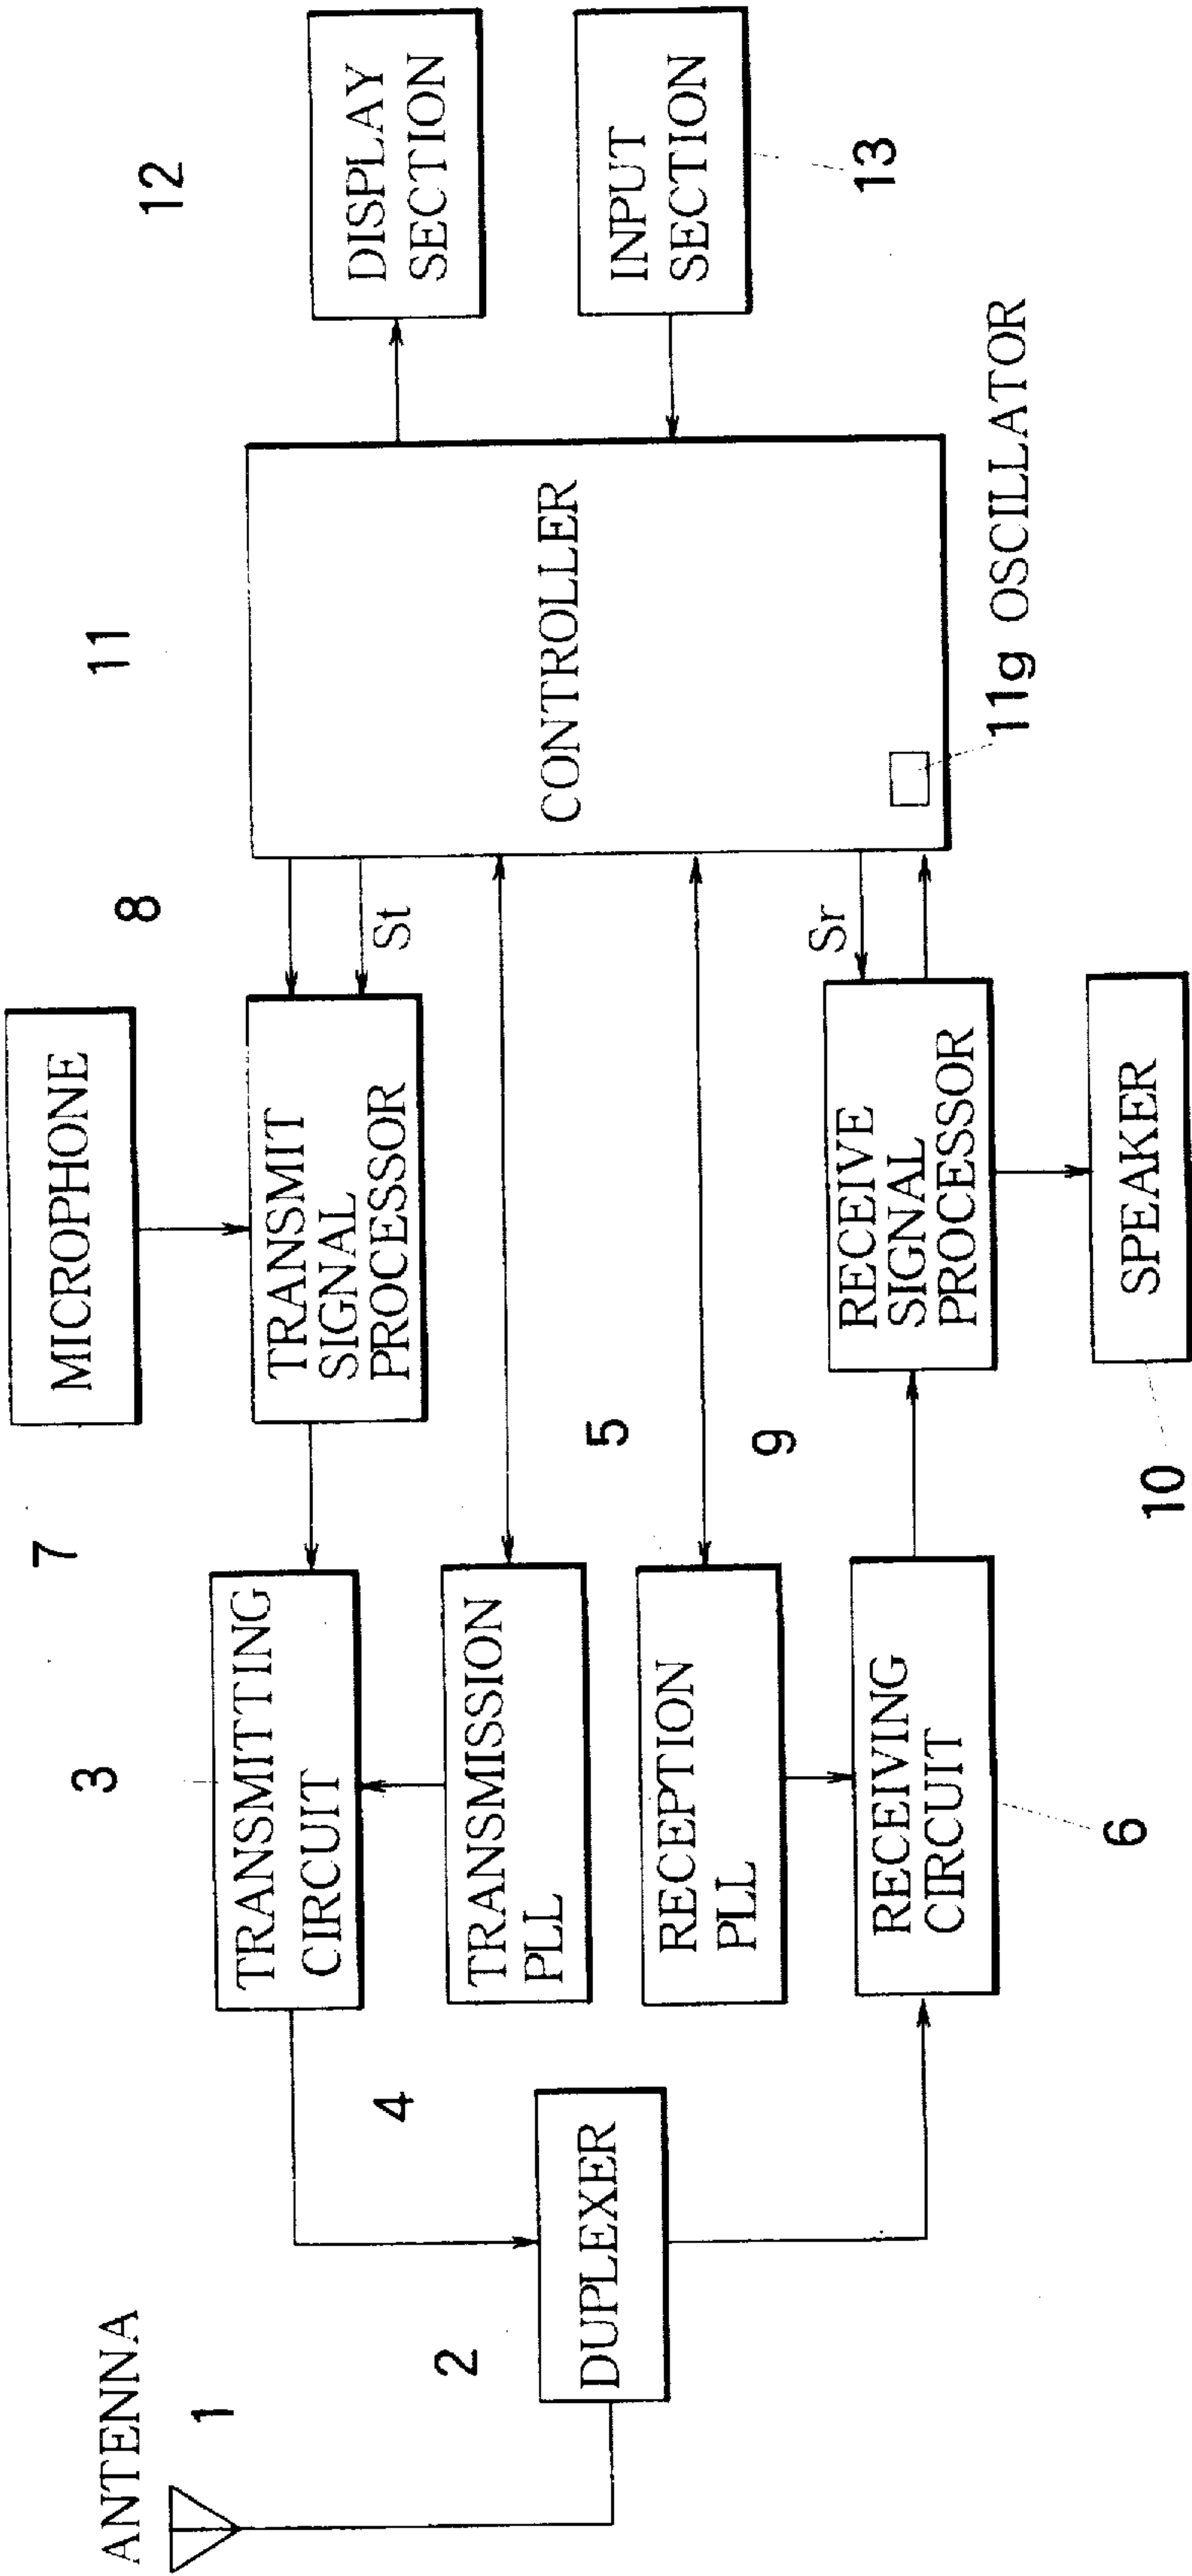 ANTENNA
1
2
DUPLEXER
3
TRANSMITTING
CIRCUIT
4
TRANSMISSION
PLL
5
RECEPTION
PLL
RECEIVING
CIRCUIT
6
7
MICROPHONE
8
TRANSMIT
SIGNAL
PROCESSOR
St
9
RECEIVE
SIGNAL
PROCESSOR
Sr
SPEAKER
10
11
CONTROLLER
11g OSCILLATOR
12
DISPLAY
SECTION
INPUT
SECTION
13